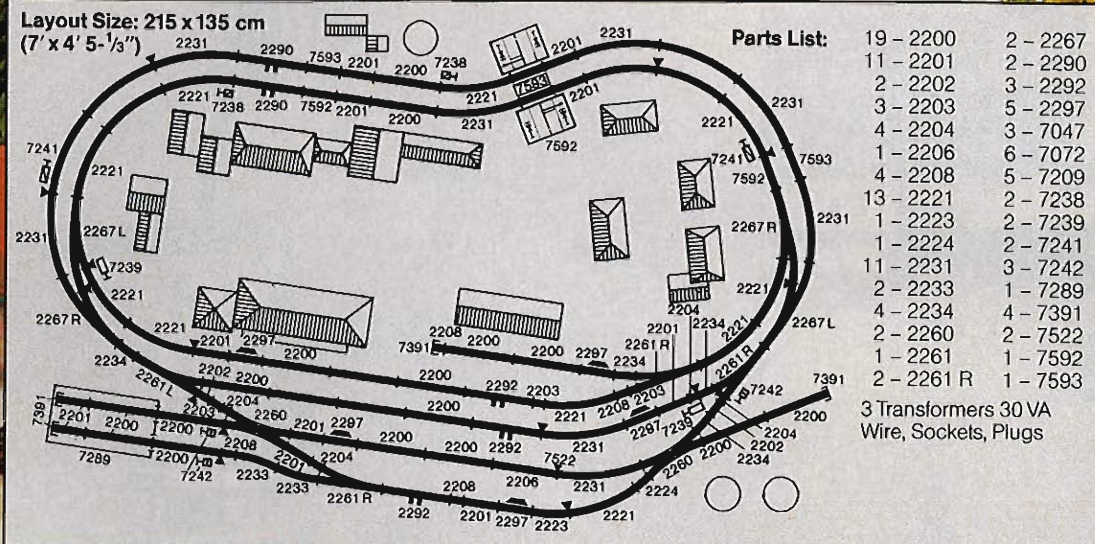 Layout Size: 215 x 135 cm
(7' x 4' 5-1/3")
2231
2290
7593
2201
2200
7238
2221
7593
2201
2201
2231
2221
7238
2290
7592
2201
2200
2231
7592
2221
2231
7241
7592
7593
7241
2221
2231
2267 L
7239
2221
2267 R
2231
2267 R
2221
2267 L
2234
2221
2201
2297
2200
2208
7391
2200
2200
2297
2234
2261 R
2201
2204
2234
2221
2261 R
2261 L
2202
2200
2204
2203
2260
2201
2297
2200
2200
2292
2203
2221
2208
2203
2297
7239
7242
7391
2200
2204
2202
2234
2200
2260
2231
2292
2200
7522
2206
2231
2224
2221
7391
2201
2200
2200
7289
2200
7242
2208
2233
2201
2204
2233
2261 R
2292
2208
2201
2297
2223
Parts List:
19 – 2200
11 – 2201
2 – 2202
3 – 2203
4 – 2204
1 – 2206
4 – 2208
13 – 2221
1 – 2223
1 – 2224
11 – 2231
2 – 2233
4 – 2234
2 – 2260
1 – 2261
2 – 2261 R
2 – 2267
2 – 2290
3 – 2292
5 – 2297
3 – 7047
6 – 7072
5 – 7209
2 – 7238
2 – 7239
2 – 7241
3 – 7242
1 – 7289
4 – 7391
2 – 7522
1 – 7592
1 – 7593
3 Transformers 30 VA
Wire, Sockets, Plugs